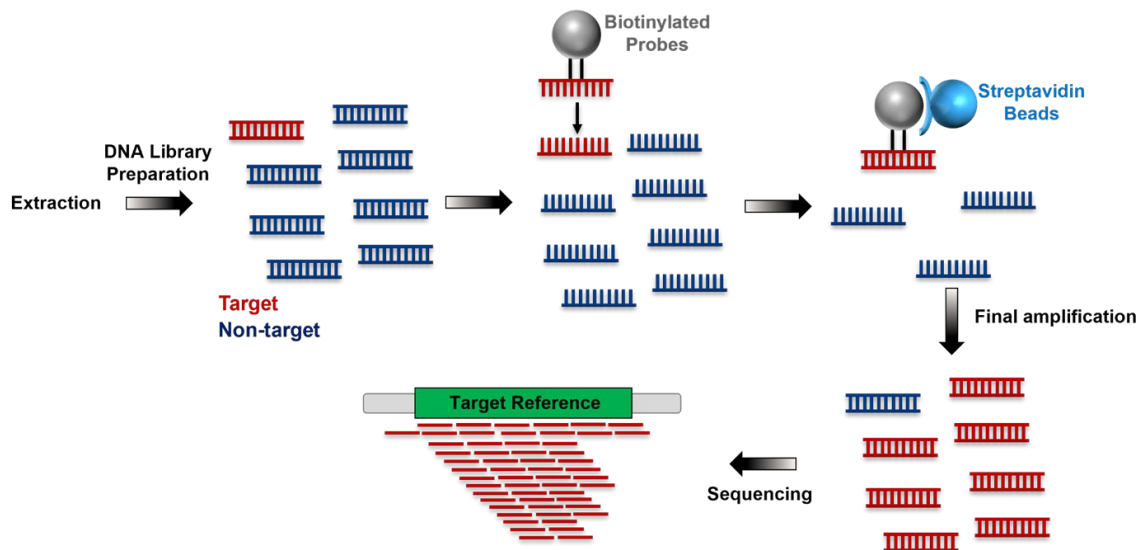 Biotinylated
Probes
Streptavidin
Beads
DNA Library
Preparation
Extraction
Target
Non-target
Final amplification
Target Reference
Sequencing